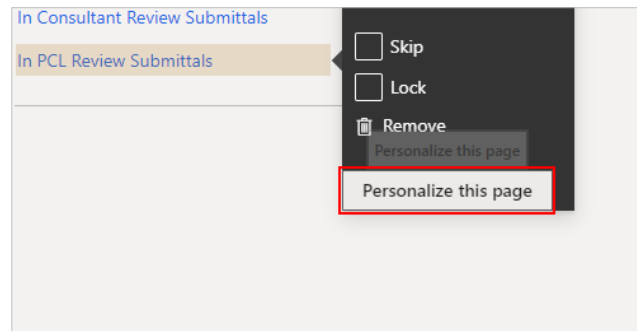 In Consultant Review Submittals
In PCL Review Submittals
Skip
Lock
Remove
Personalize this page
Personalize this page